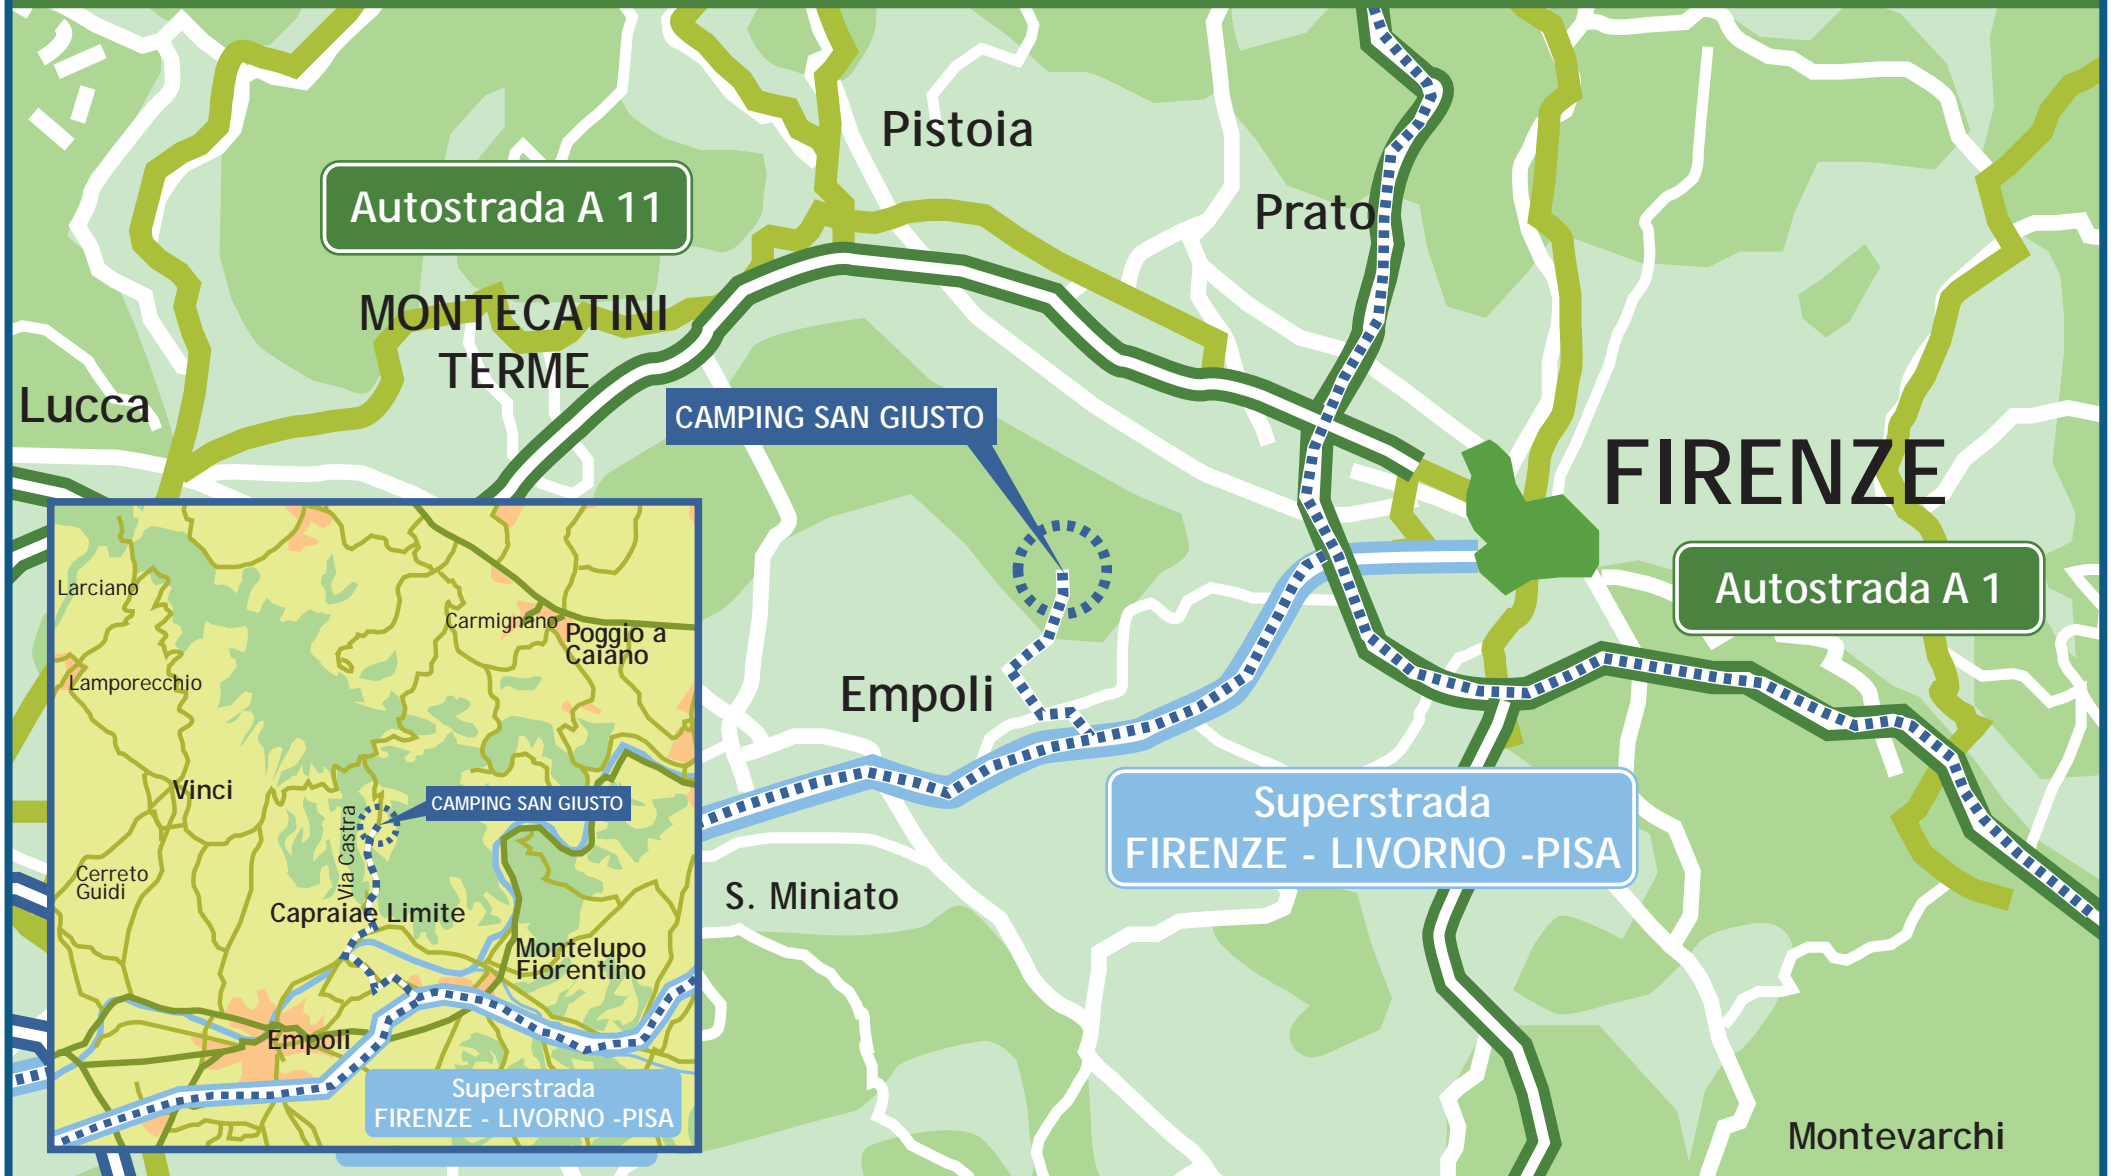 Pistoia
Autostrada A 11
Prato
MONTECATINI
TERME
Lucca
CAMPING SAN GIUSTO
FIRENZE
Autostrada A 1
Empoli
Superstrada
FIRENZE - LIVORNO -PISA
S. Miniato
Montevarchi
Larciano
Carmignano
Poggio a
Caiano
Lamporecchio
Vinci
CAMPING SAN GIUSTO
Via Castra
Cerreto
Guidi
Capraiae Limite
Montelupo
Fiorentino
Empoli
Superstrada
FIRENZE - LIVORNO -PISA